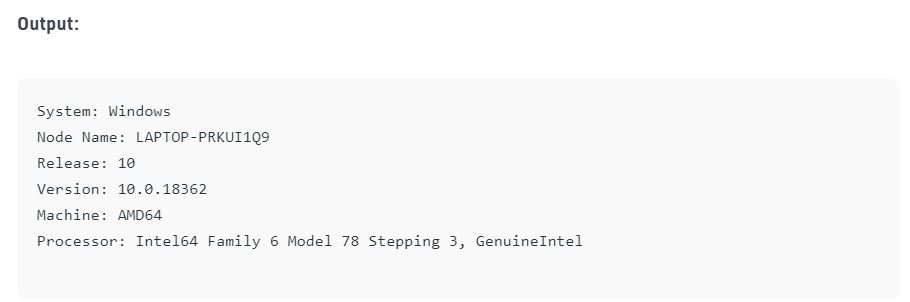 Output:
System: Windows
Node Name: LAPTOP-PRKUI1Q9
Release: 10
Version: 10.0.18362
Machine: AMD64
Processor: Intel64 Family 6 Model 78 Stepping 3, GenuineIntel